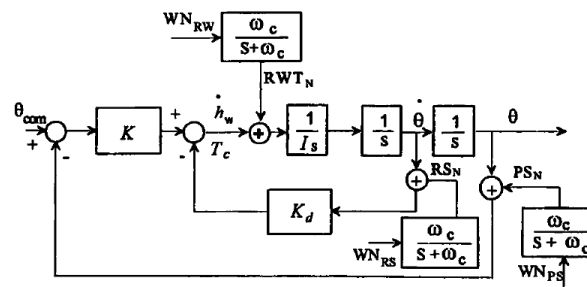 WN_RW
ω_c
S+ω_c
RWT_N
θ_com
+
-
K
+
-
ḣ_w
T_c
+
1
I_s
1
s
θ̇
1
s
θ
RS_N
+
+
PS_N
K_d
WN_RS
ω_c
S+ω_c
ω_c
S + ω_c
WN_PS